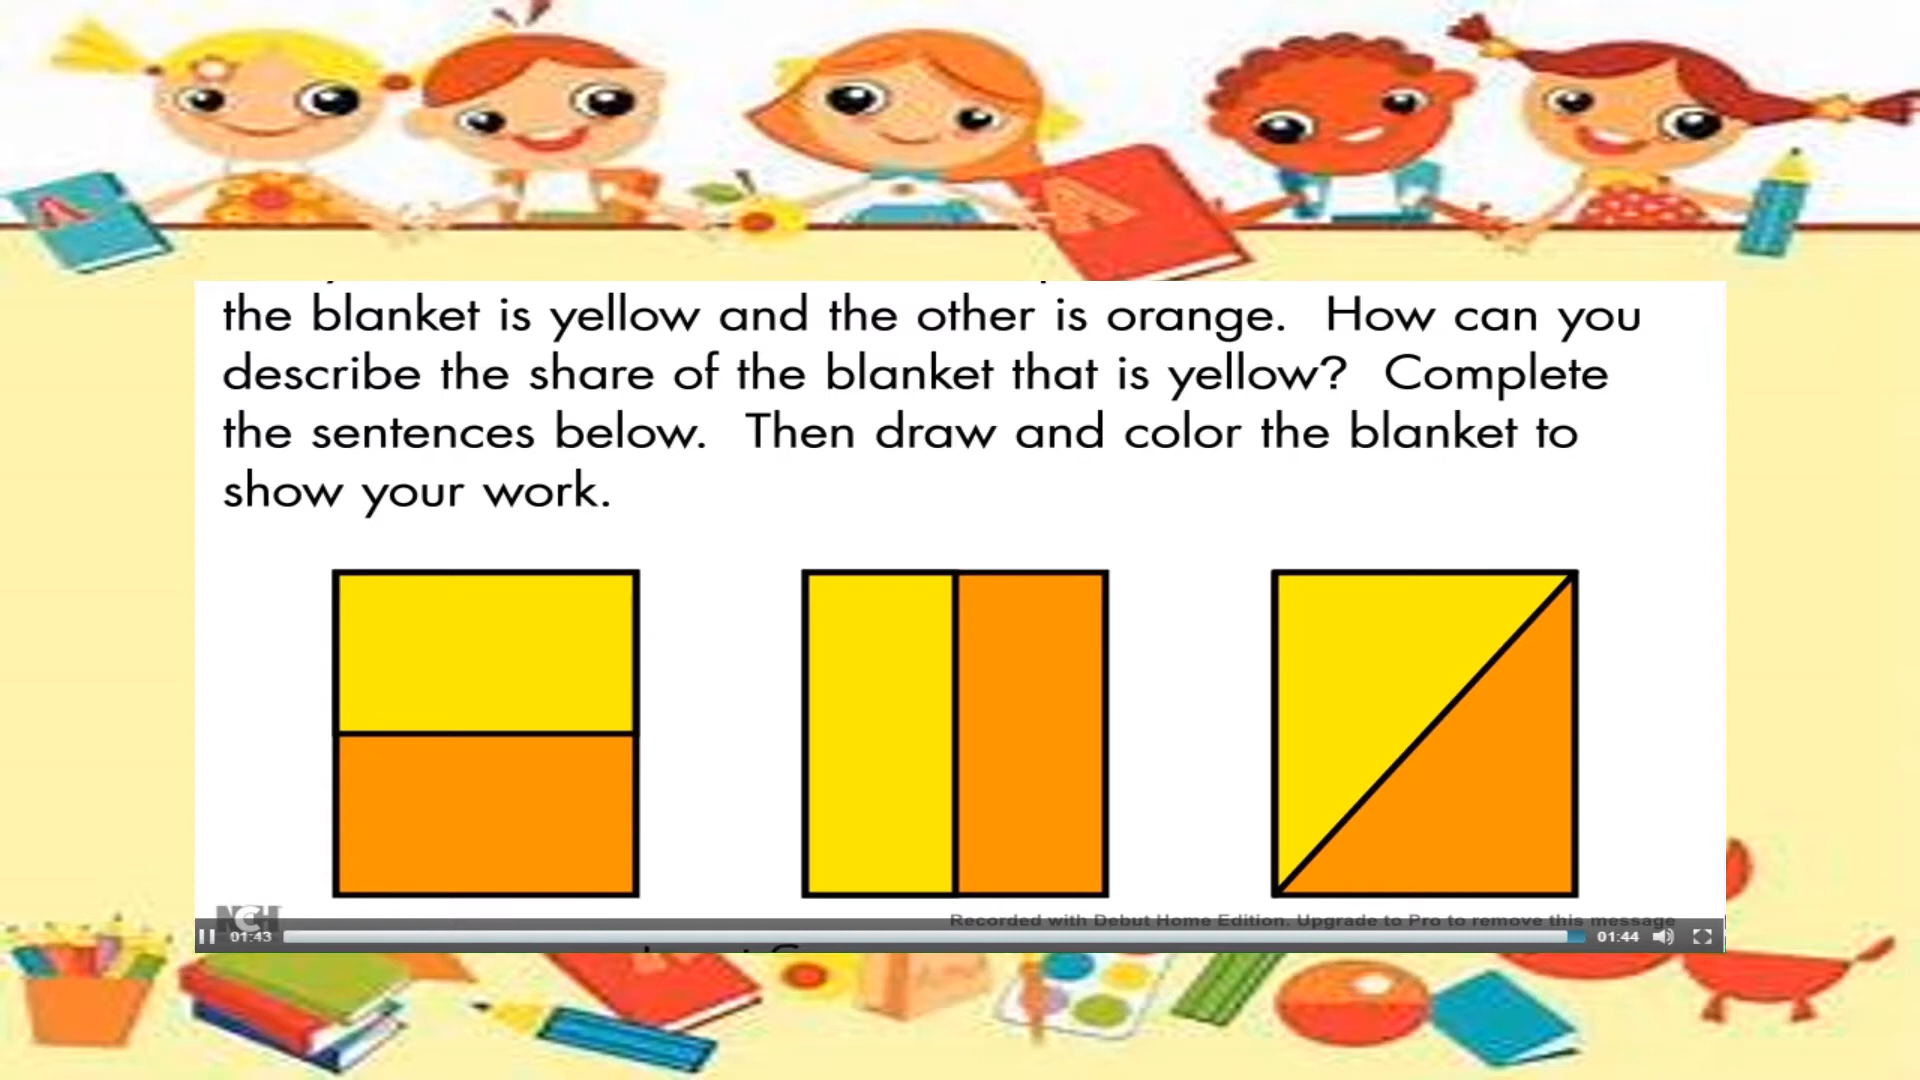 A
A
the blanket is yellow and the other is orange.  How can you
describe the share of the blanket that is yellow?  Complete
the sentences below.  Then draw and color the blanket to
show your work.
NCH
Recorded with Debut Home Edition. Upgrade to Pro to remove this message
01:43
01:44